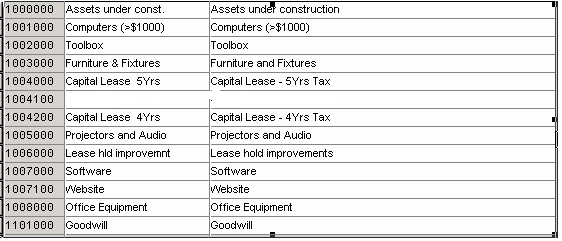 1000000 Assets under const. Assets under construction
1001000 Computers (>$1000) Computers (>$1000)
1002000 Toolbox Toolbox
1003000 Furniture & Fixtures Furniture and Fixtures
1004000 Capital Lease 5Yrs Capital Lease - 5Yrs Tax
1004100
1004200 Capital Lease 4Yrs Capital Lease - 4Yrs Tax
1005000 Projectors and Audio Projectors and Audio
1006000 Lease hld improvemnt Lease hold improvements
1007000 Software Software
1007100 Website Website
1008000 Office Equipment Office Equipment
1101000 Goodwill Goodwill